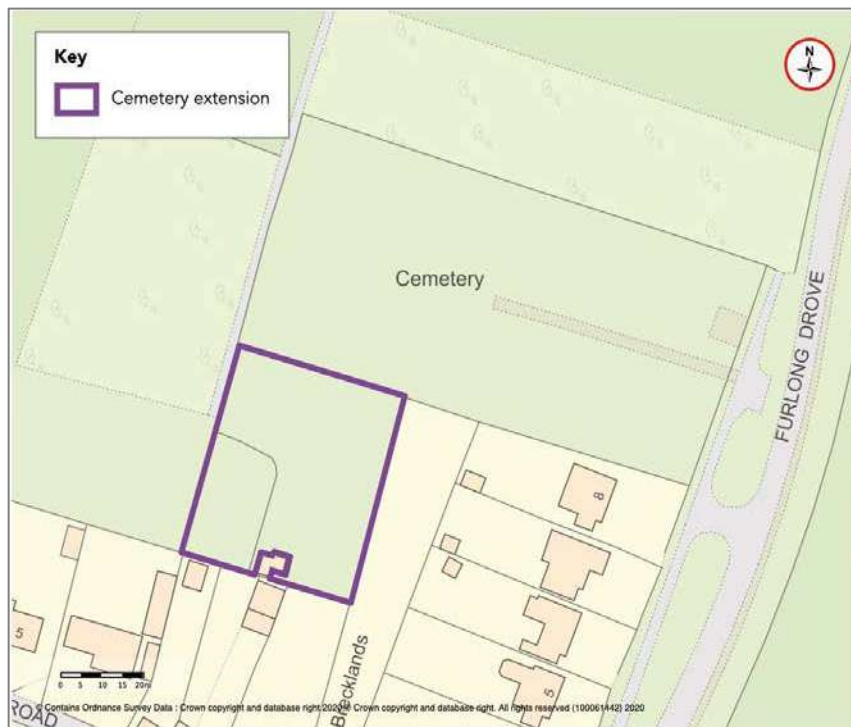 Key
Cemetery extension
N
Cemetery
FURLONG DROVE
8
5
5
Brecklands
0 5 10 15 20m
ROAD
© Contains Ordnance Survey Data : Crown copyright and database right 2020 © Crown copyright and database right. All rights reserved (100061442) 2020